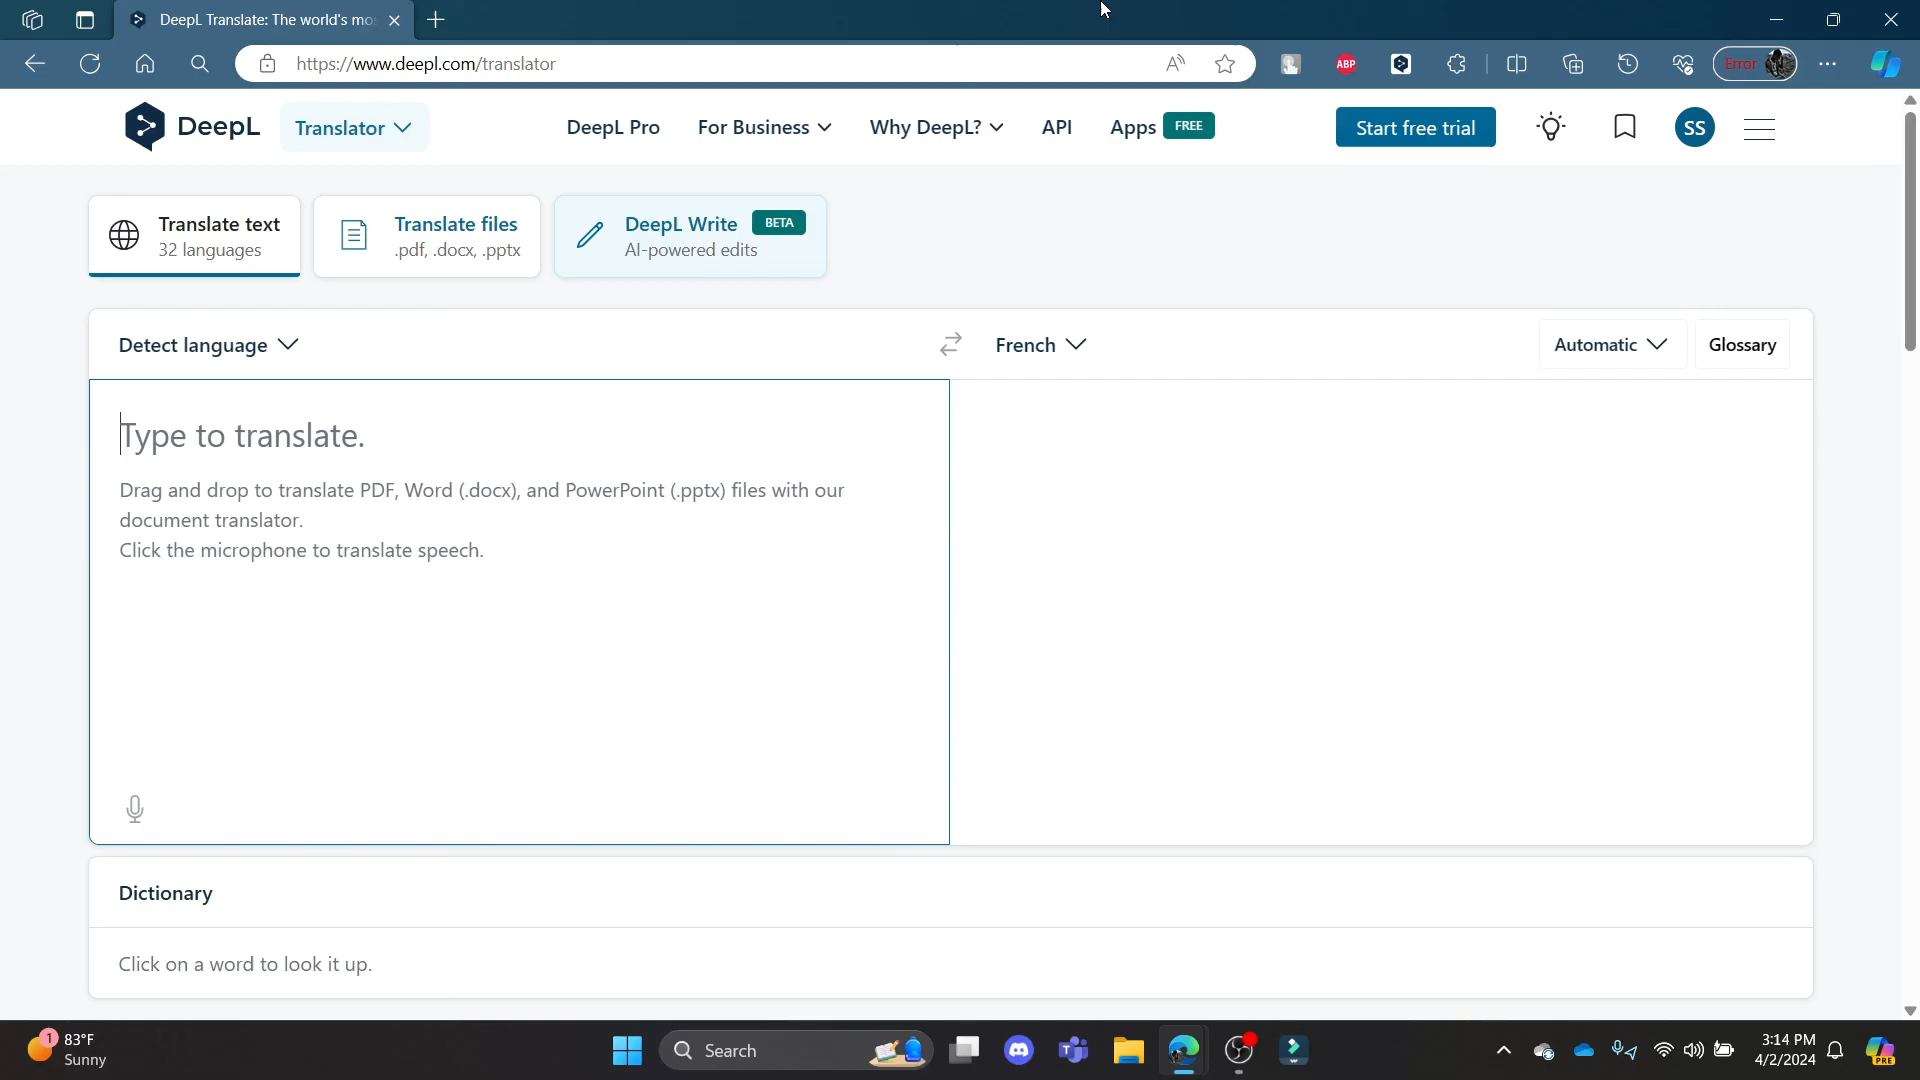 DeepL Translate: The world's mo
https://www.deepl.com/translator
ABP
Error
DeepL
Translator
DeepL Pro
For Business
Why DeepL?
API
Apps FREE
Start free trial
SS
Translate text
32 languages
Translate files
.pdf, .docx, .pptx
DeepL Write BETA
AI-powered edits
Detect language
French
Automatic
Glossary
Type to translate.
Drag and drop to translate PDF, Word (.docx), and PowerPoint (.pptx) files with our
document translator.
Click the microphone to translate speech.
Dictionary
Click on a word to look it up.
1
83°F
Sunny
Search
3:14 PM
4/2/2024
PRE